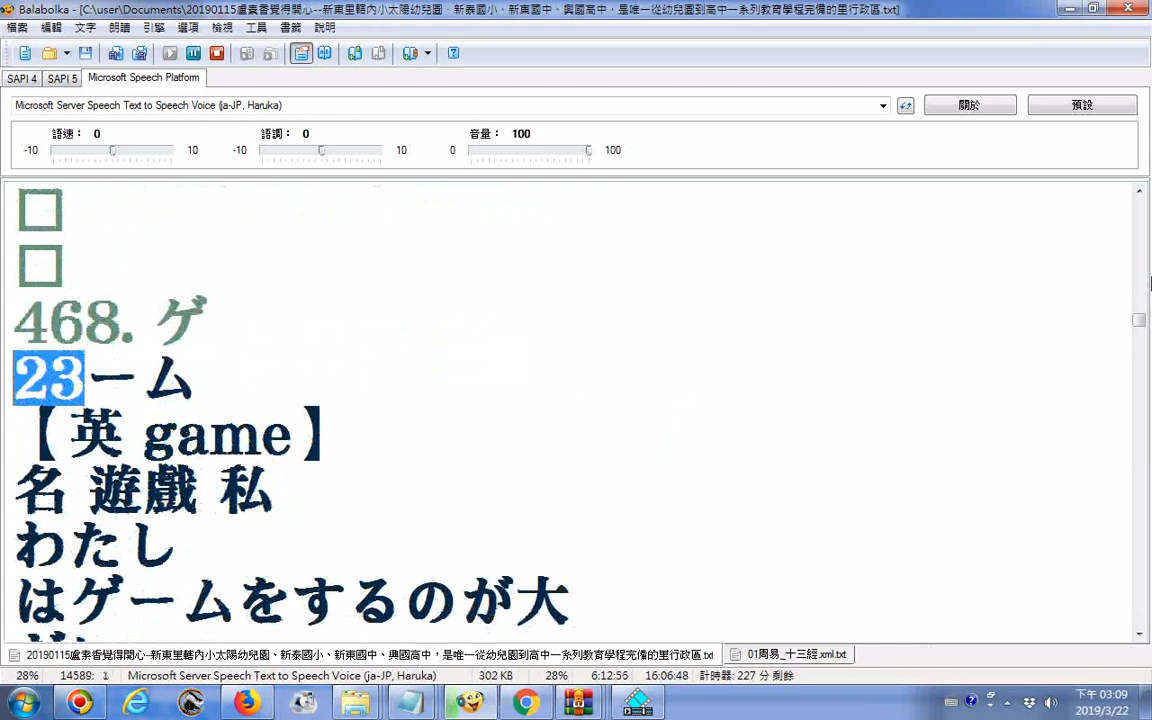 Balabolka - [C:\user\Documents\20190115盧素香覺得開心--新東里轄內小太陽幼兒園、新泰國小、新東國中、興國高中，是唯一從幼兒園到高中一系列教育學程完備的里行政區.txt]
檔案 編輯 文字 朗讀 引擎 選項 檢視 工具 書籤 說明
SAPI 4 SAPI 5 Microsoft Speech Platform
Microsoft Server Speech Text to Speech Voice (ja-JP, Haruka) 關於 預設
語速： 0 語調： 0 音量： 100
-10 10 -10 10 0 100
□
□
468. ゲ
23ーム
【英 game】
名 遊戲 私
わたし
はゲームをするのが大
20190115盧素香覺得開心--新東里轄內小太陽幼兒園、新泰國小、新東國中、興國高中，是唯一從幼兒園到高中一系列教育學程完備的里行政區.txt 01周易_十三經.xml.txt
28% 14589: 1 Microsoft Server Speech Text to Speech Voice (ja-JP, Haruka) 302 KB 28% 6:12:55 16:06:48 計時器: 227 分 剩餘
下午 03:09
2019/3/22